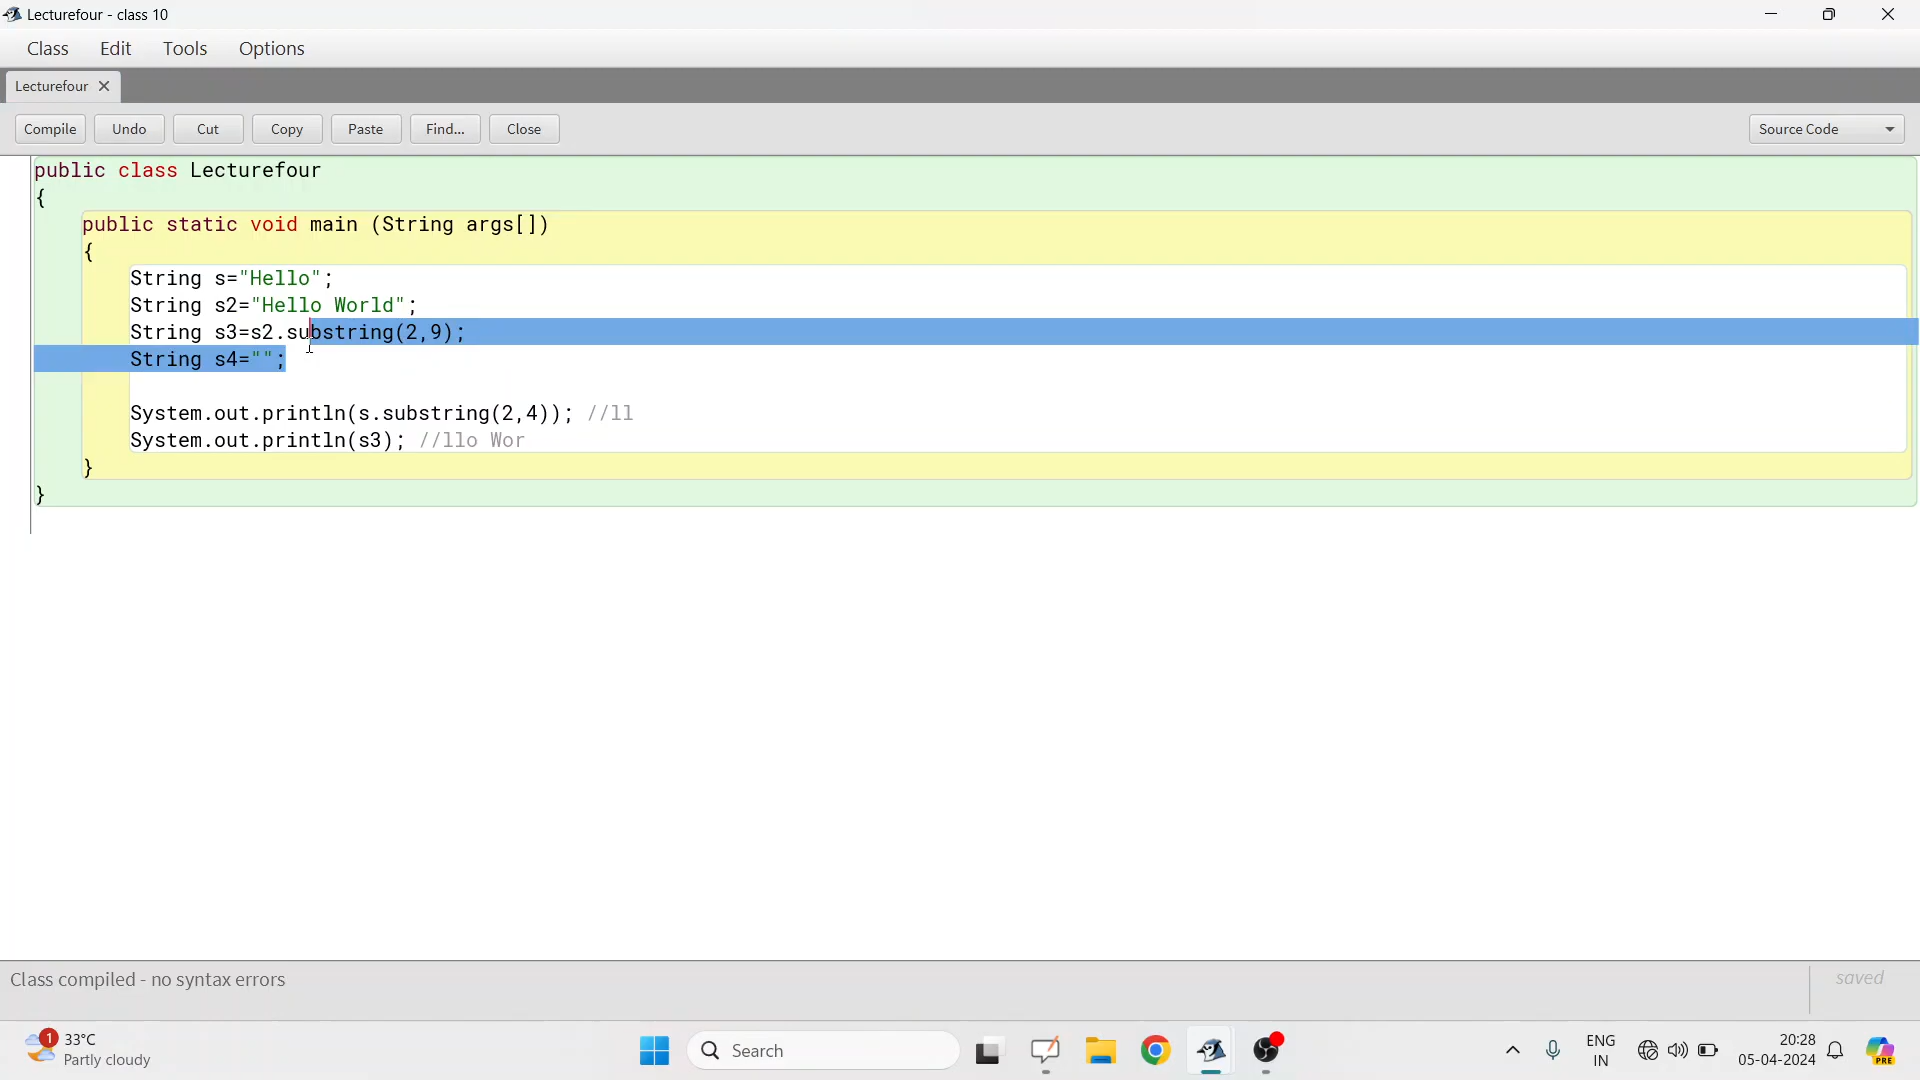 Lecturefour - class 10
Class Edit Tools Options
Lecturefour
Compile Undo Cut Copy Paste Find... Close Source Code
public class Lecturefour
{
public static void main (String args[])
{
String s="Hello";
String s2="Hello World";
String s3=s2.substring(2,9);
String s4="";
System.out.println(s.substring(2,4)); //ll
System.out.println(s3); //llo Wor
}
}
Class compiled - no syntax errors
saved
1
33°C
Partly cloudy
Search
ENG
IN
20:28
05-04-2024
PRE